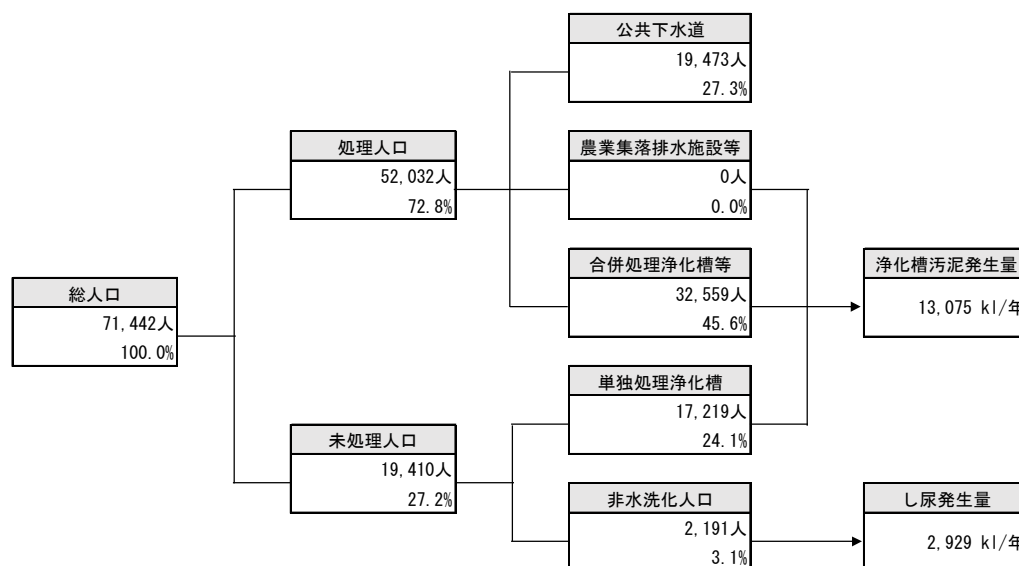 総人口
71,442人
100.0%
処理人口
52,032人
72.8%
未処理人口
19,410人
27.2%
公共下水道
19,473人
27.3%
農業集落排水施設等
0人
0.0%
合併処理浄化槽等
32,559人
45.6%
単独処理浄化槽
17,219人
24.1%
非水洗化人口
2,191人
3.1%
浄化槽汚泥発生量
13,075 kl/年
し尿発生量
2,929 kl/年